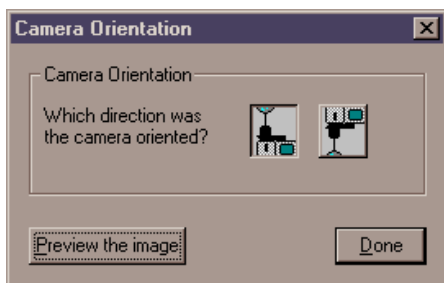 Camera Orientation
Camera Orientation
Which direction was
the camera oriented?
Preview the image
Done